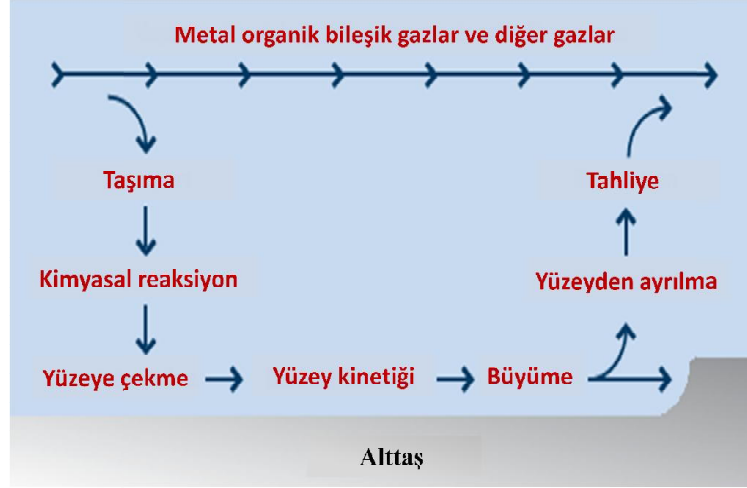 Metal organik bileşik gazlar ve diğer gazlar
Taşıma
Tahliye
Kimyasal reaksiyon
Yüzeyden ayrılma
Yüzeye çekme
Yüzey kinetiği
Büyüme
Alttaş